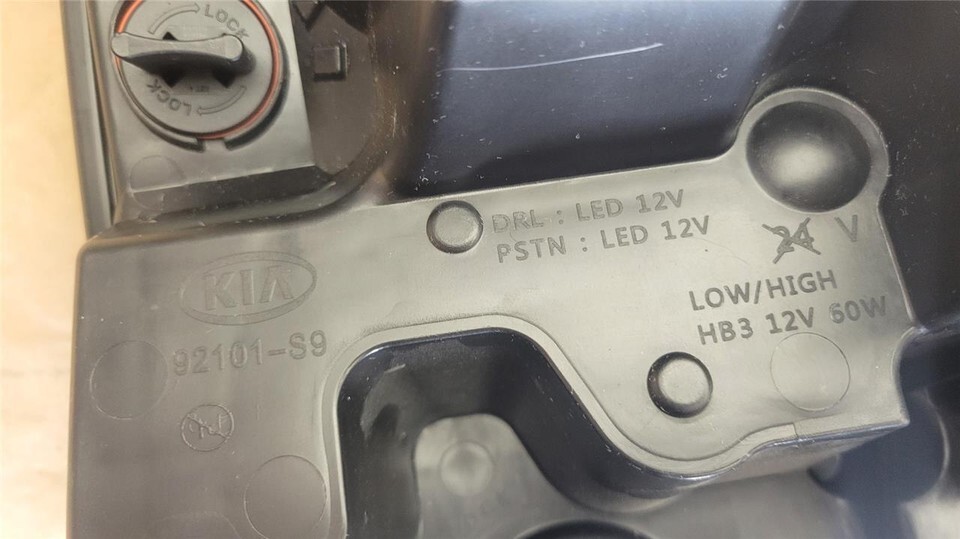 LOCK
LOCK
DRL : LED 12V
PSTN : LED 12V
24 V
LOW/HIGH
HB3 12V 60W
KIA
92101-S9